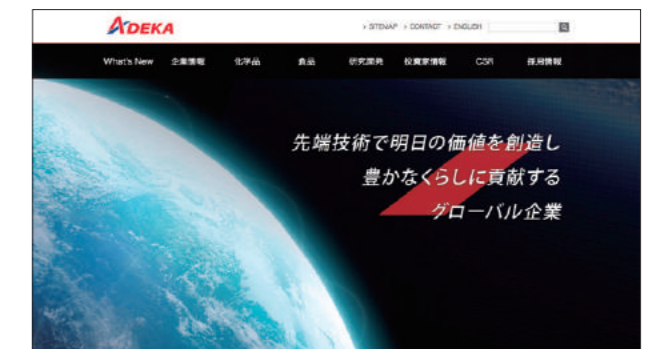 ADEKA
> SITEMAP > CONTACT > ENGLISH
What's New 企業情報 化学品 食品 研究開発 投資家情報 CSR 採用情報
先端技術で明日の価値を創造し
豊かなくらしに貢献する
グローバル企業